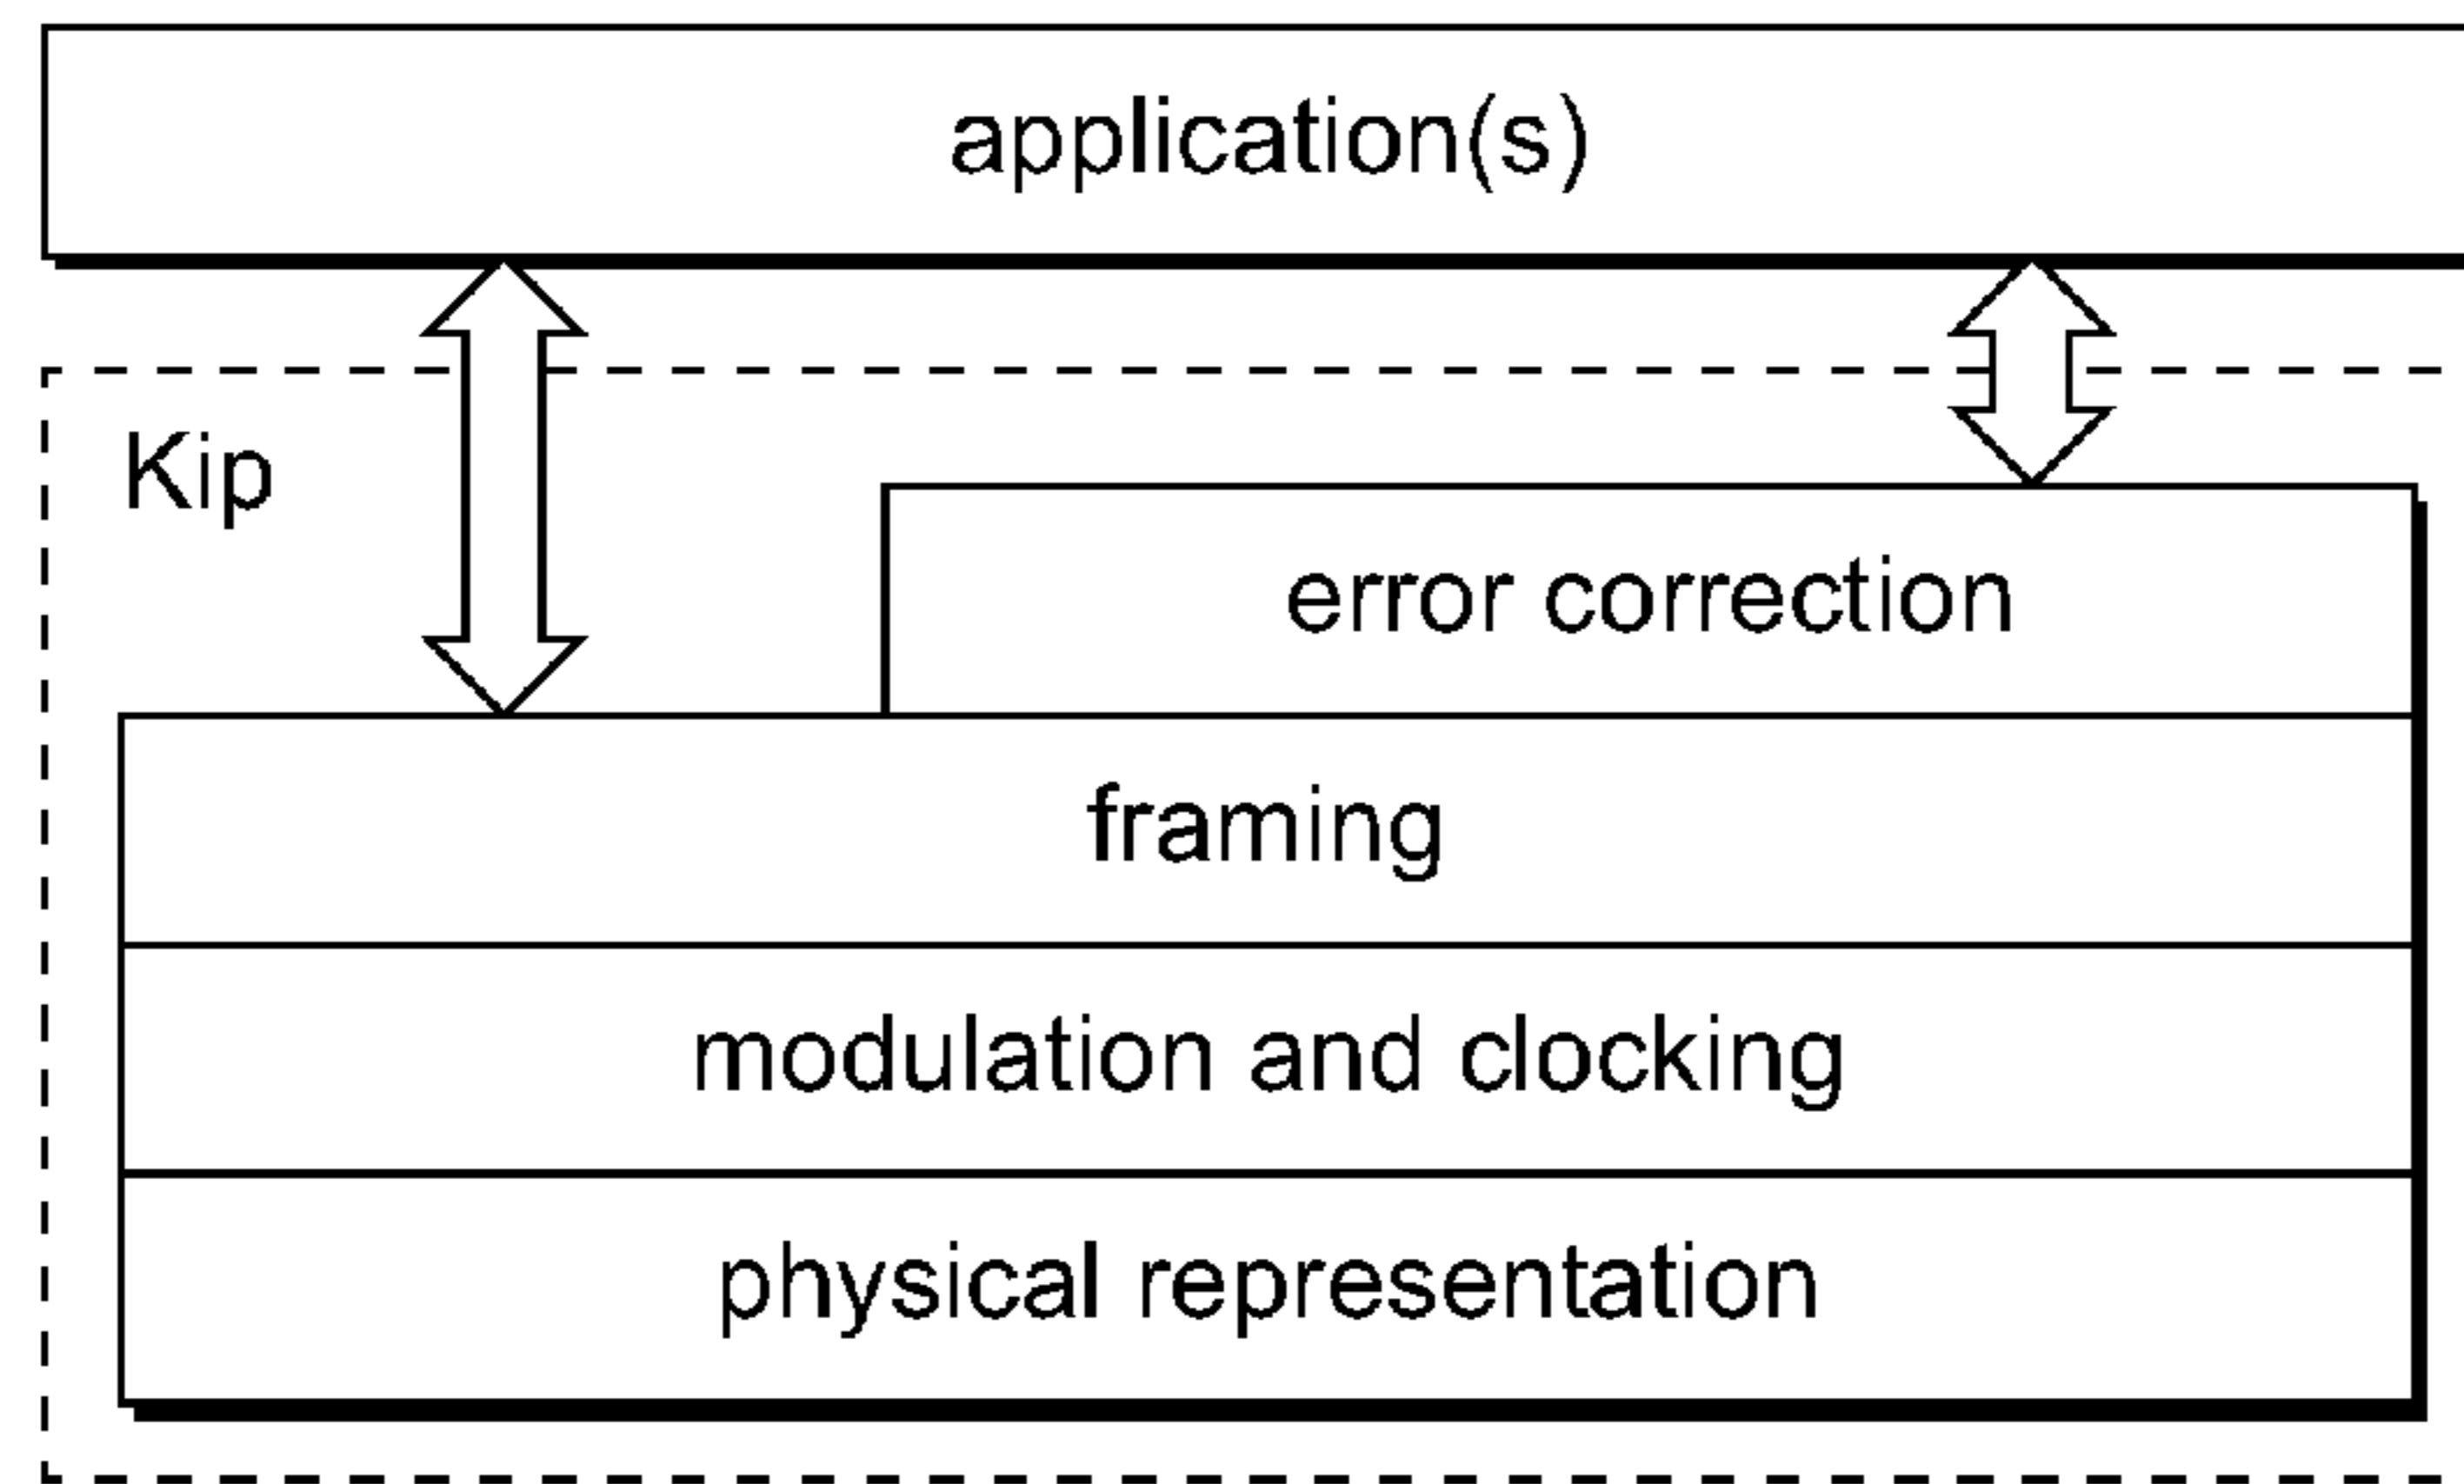 application(s)
Kip
error correction
framing
modulation and clocking
physical representation